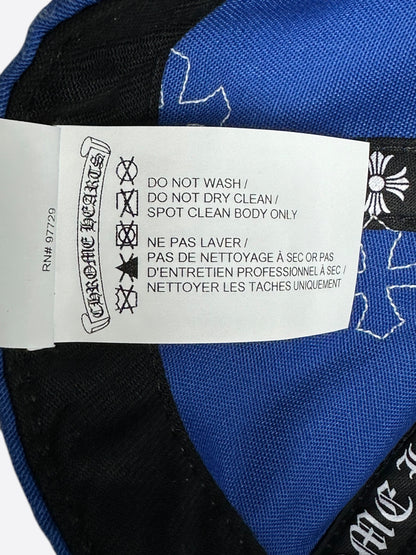 RN# 97729
CHROME HEARTS
DO NOT WASH /
DO NOT DRY CLEAN /
SPOT CLEAN BODY ONLY
NE PAS LAVER /
PAS DE NETTOYAGE À SEC OR PAS
D'ENTRETIEN PROFESSIONNEL À SEC /
NETTOYER LES TACHES UNIQUEMENT
OME H